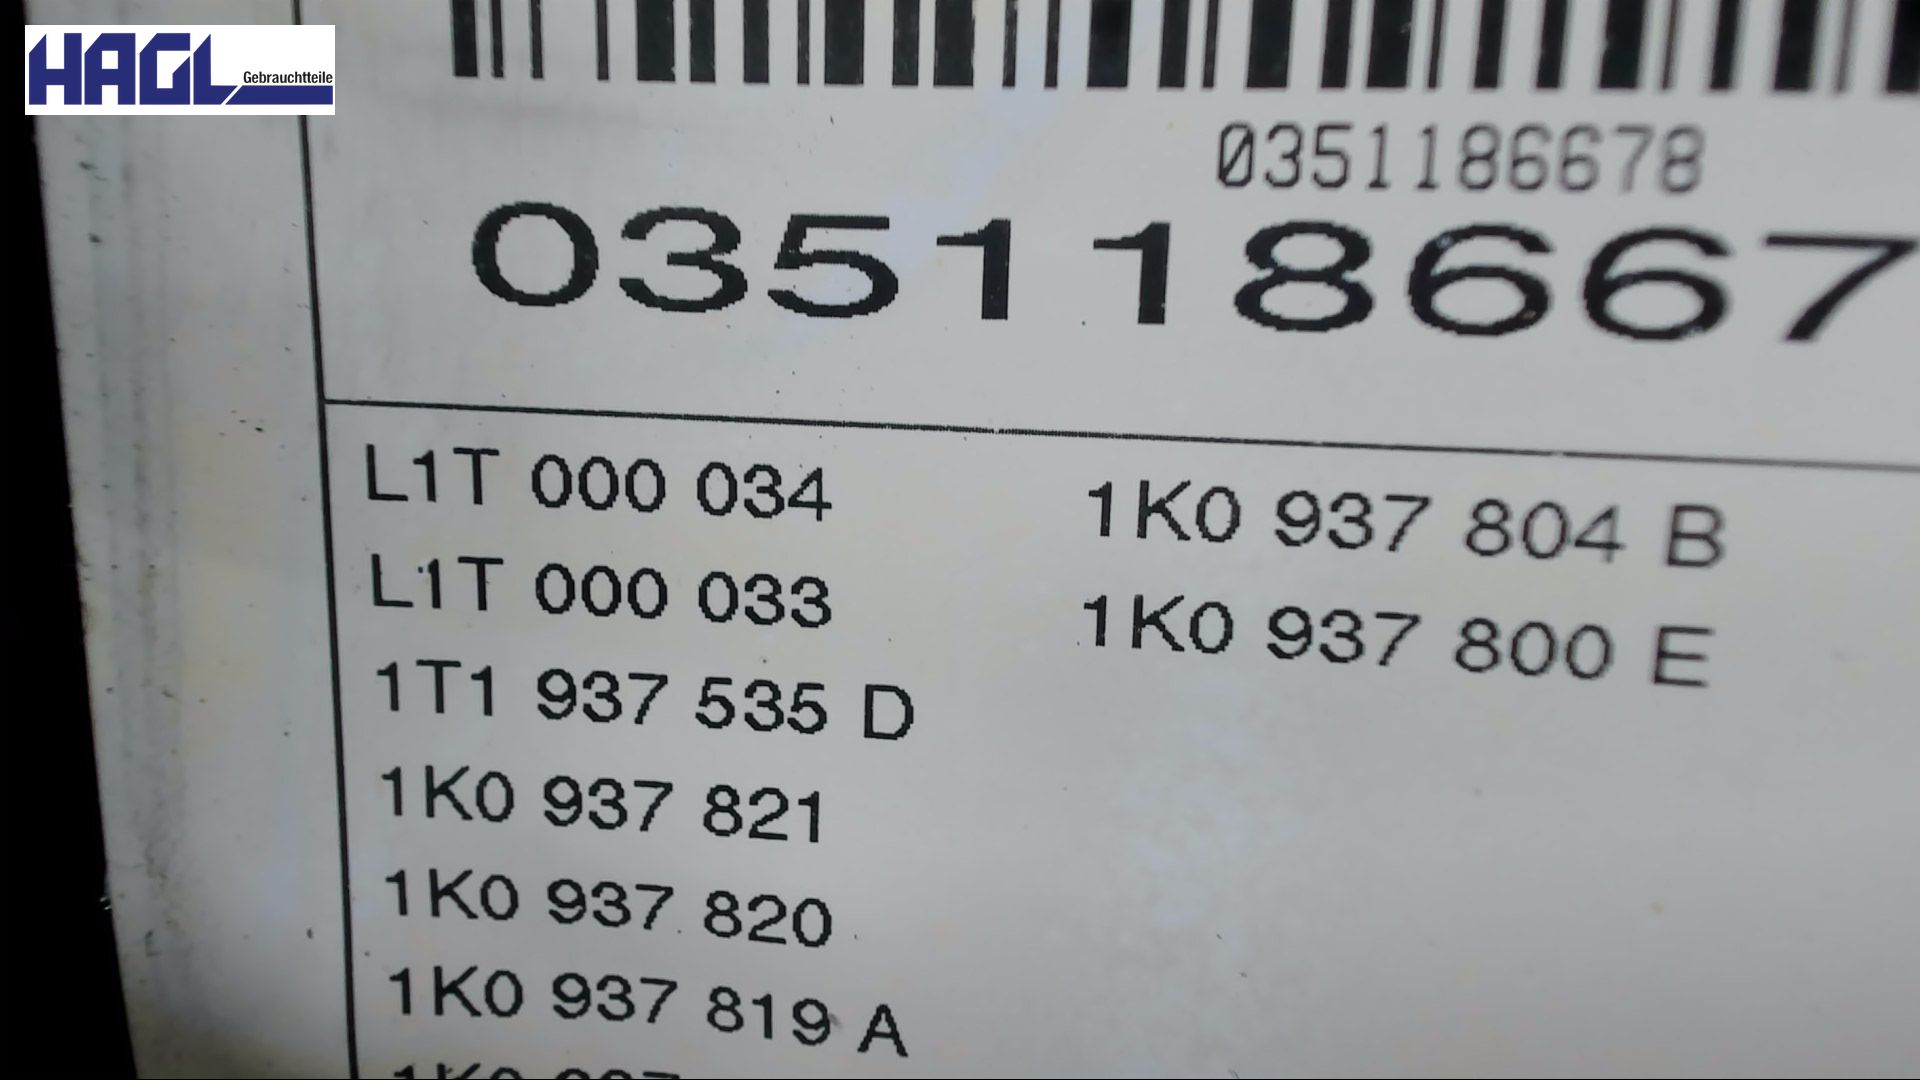 HAGL Gebrauchtteile
0351186678
035118667
L1T 000 034
L1T 000 033
1T1 937 535 D
1K0 937 821
1K0 937 820
1K0 937 819 A
1K0 937 804 B
1K0 937 800 E